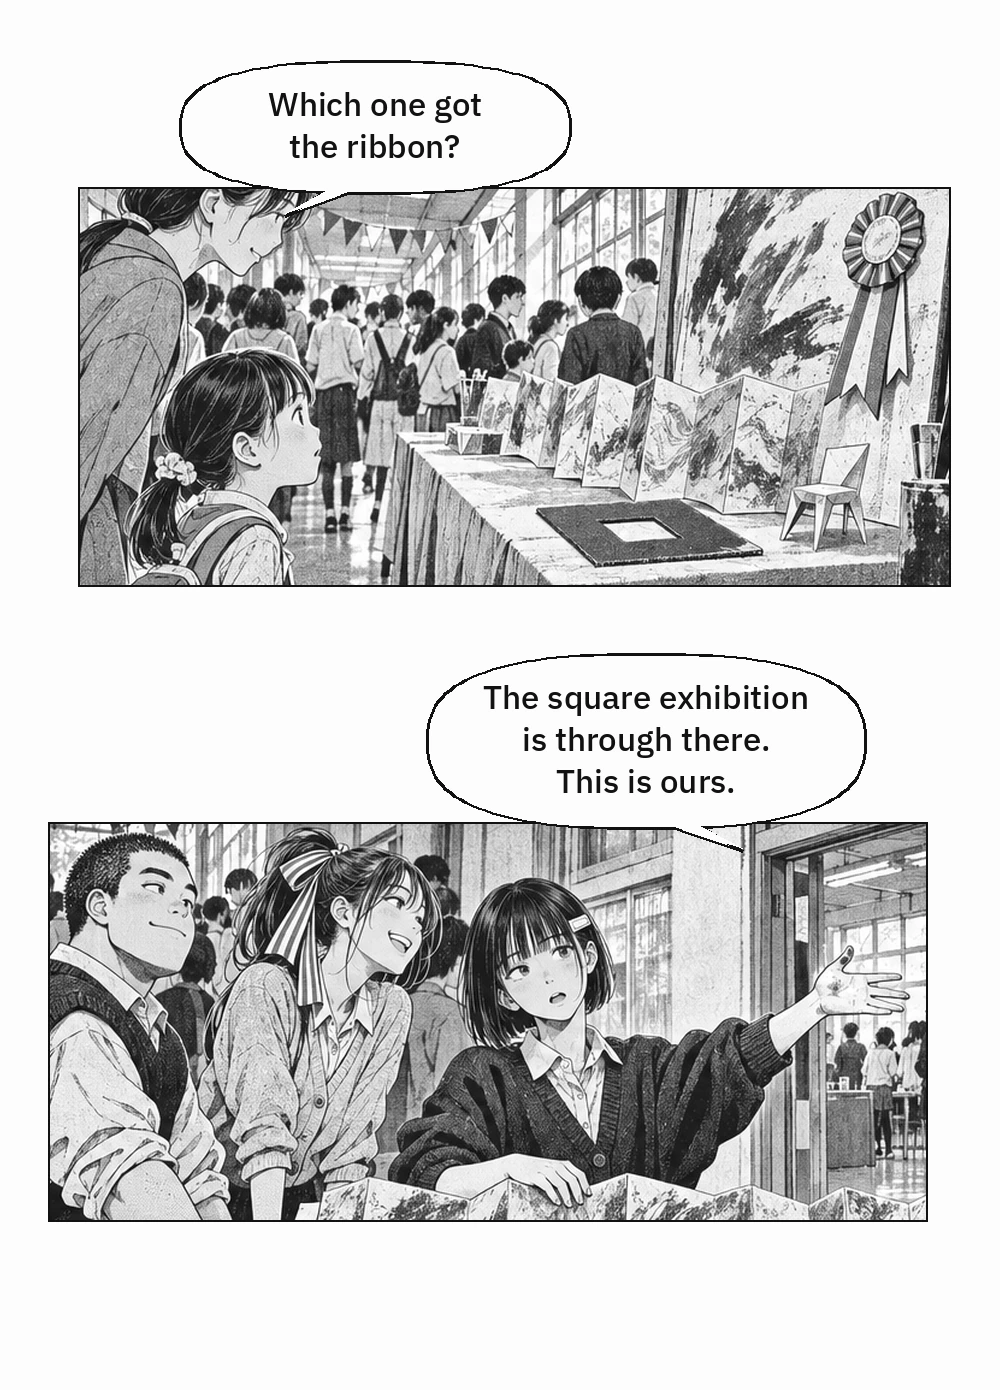 Which one got
the ribbon?
The square exhibition
is through there.
This is ours.